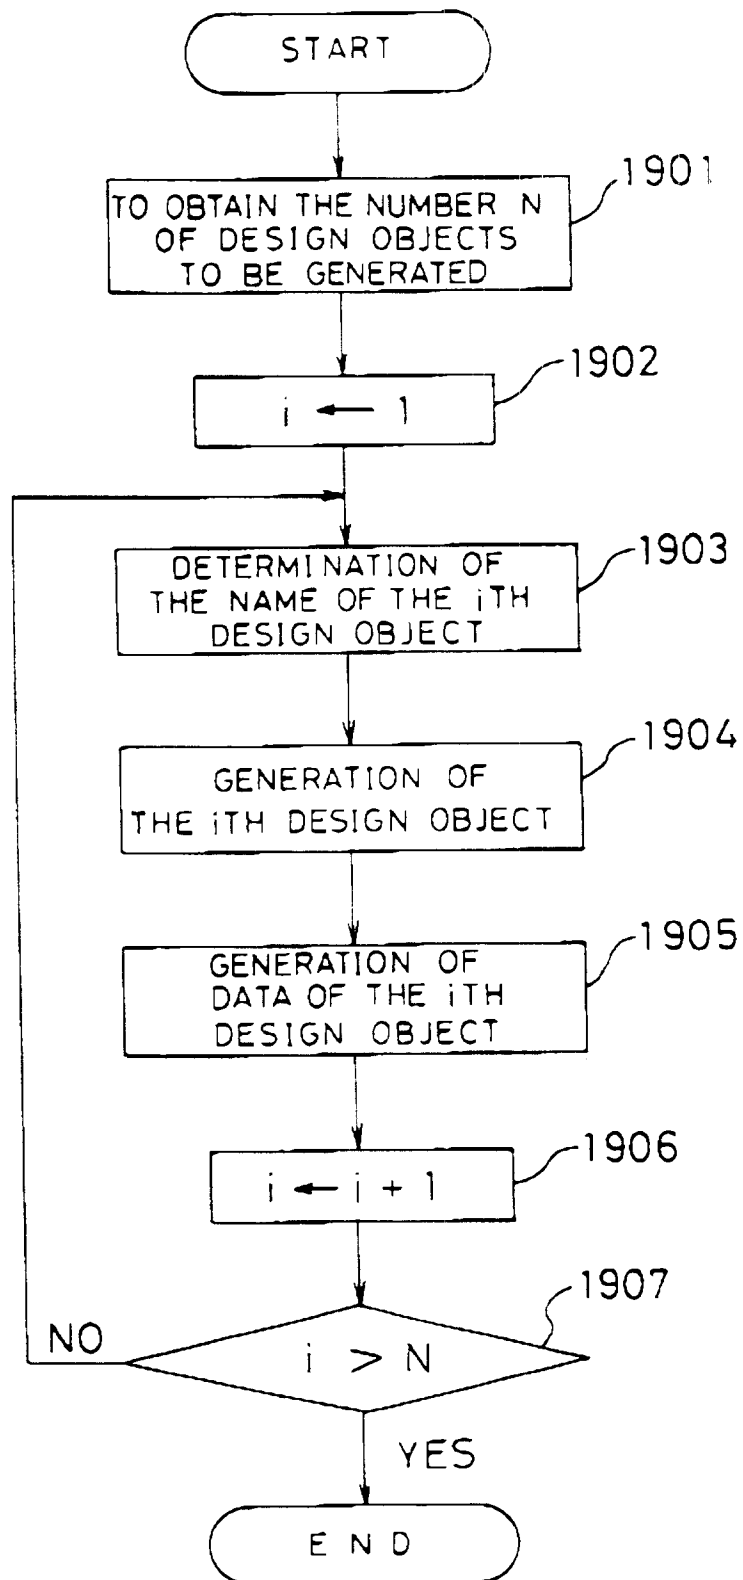 START
1901
TO OBTAIN THE NUMBER N
OF DESIGN OBJECTS
TO BE GENERATED
1902
i ← 1
1903
DETERMINATION OF
THE NAME OF THE iTH
DESIGN OBJECT
1904
GENERATION OF
THE iTH DESIGN OBJECT
1905
GENERATION OF
DATA OF THE iTH
DESIGN OBJECT
1906
i ← i + 1
1907
NO
i > N
YES
END